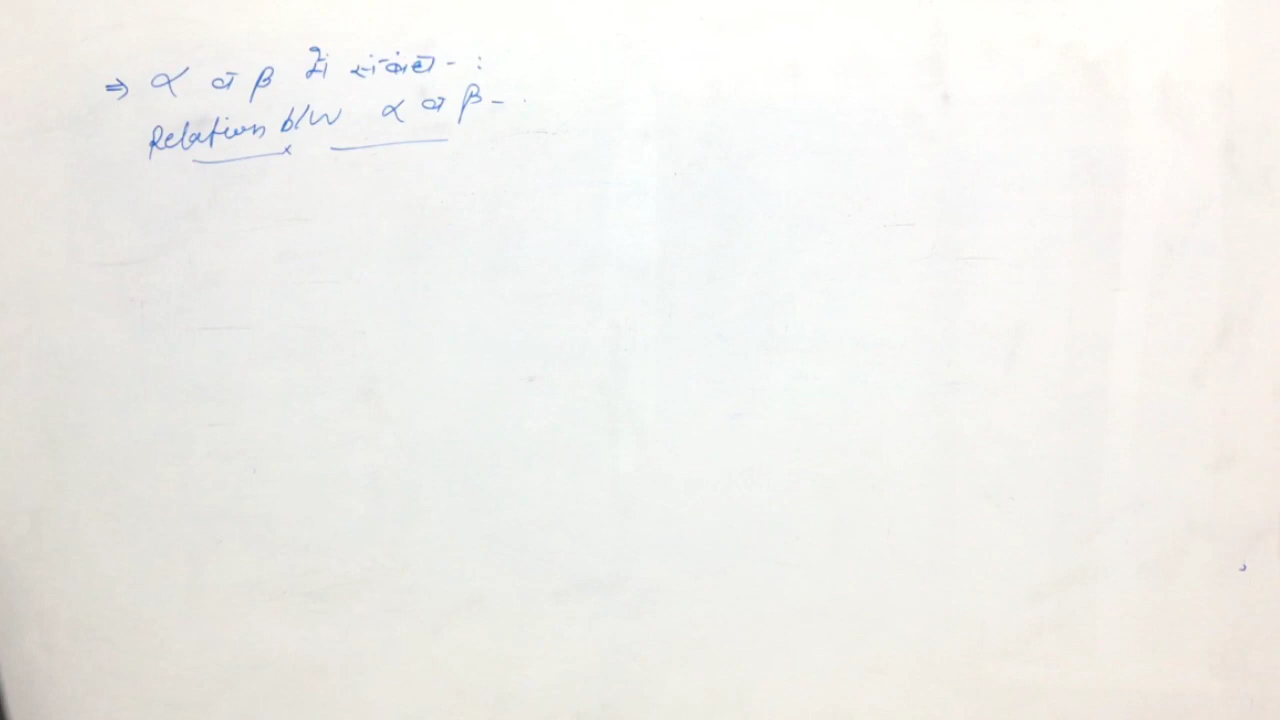 ⇒ α व β में संबंध - :
Relation b/w α व β -